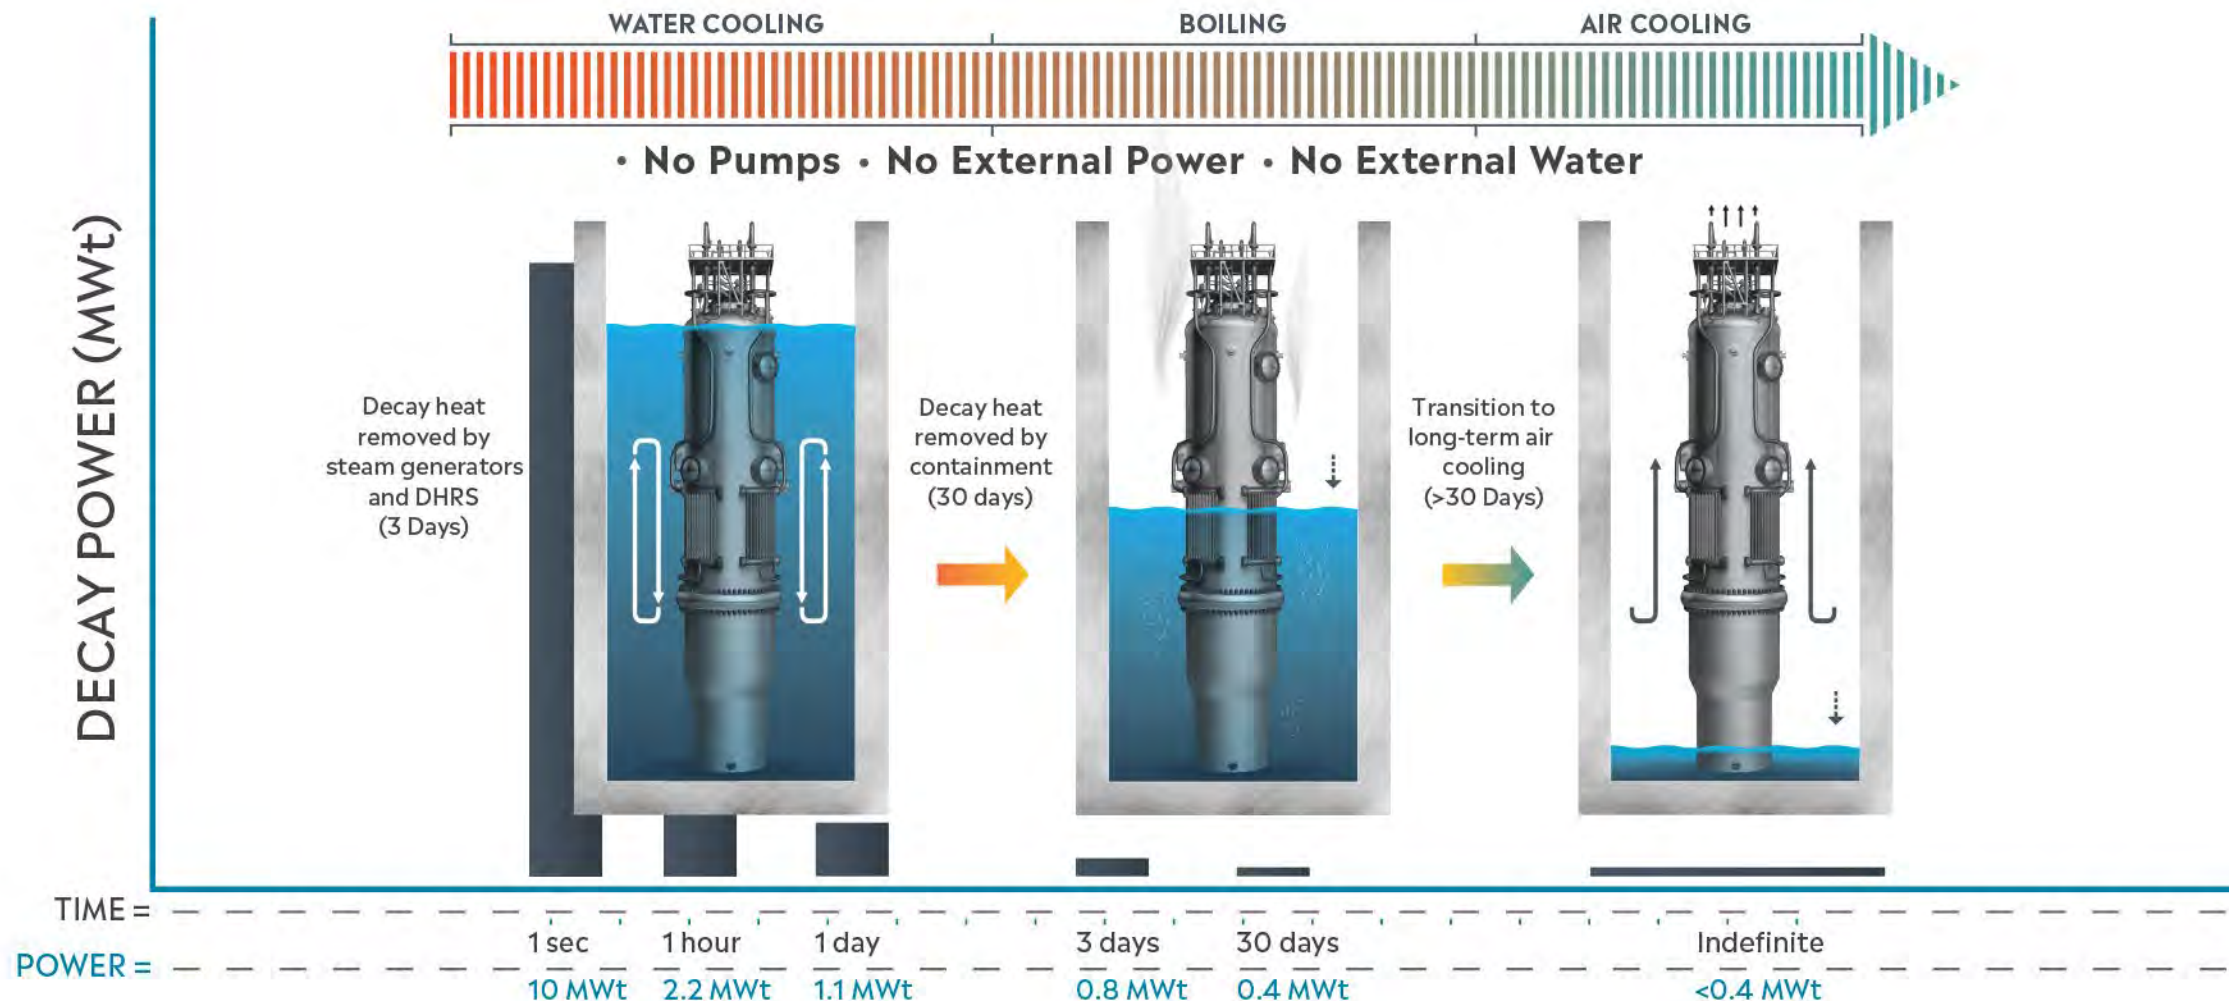 WATER COOLING
BOILING
AIR COOLING
• No Pumps • No External Power • No External Water
DECAY POWER (MWt)
Decay heat
removed by
steam generators
and DHRS
(3 Days)
Decay heat
removed by
containment
(30 days)
Transition to
long-term air
cooling
(>30 Days)
TIME =
1 sec
1 hour
1 day
3 days
30 days
Indefinite
POWER =
10 MWt
2.2 MWt
1.1 MWt
0.8 MWt
0.4 MWt
<0.4 MWt